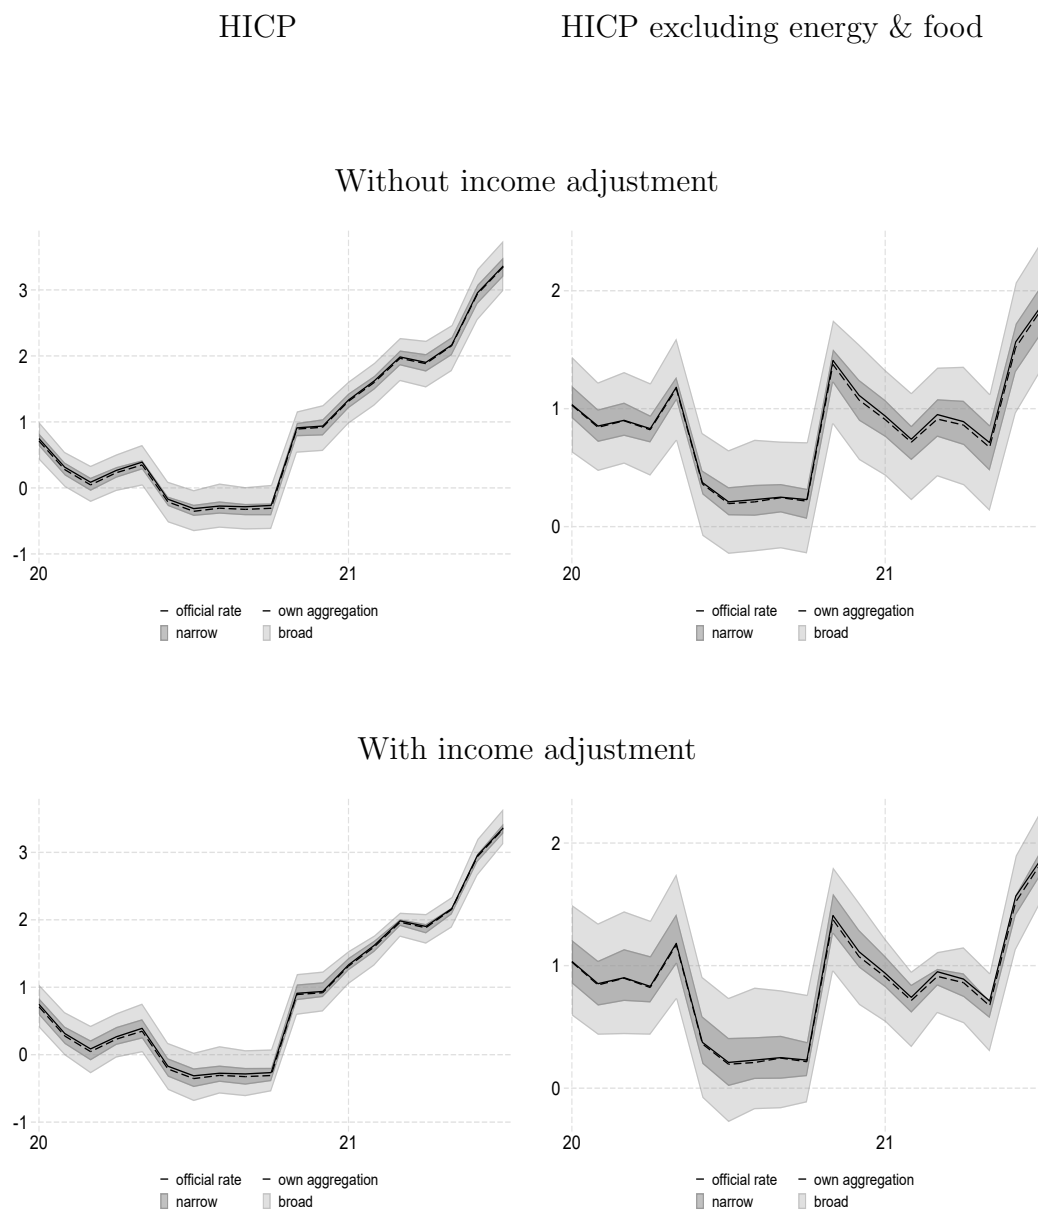 HICP
HICP excluding energy & food
Without income adjustment
3
2
1
0
-1
20
21
official rate
own aggregation
narrow
broad
2
1
0
20
21
official rate
own aggregation
narrow
broad
With income adjustment
3
2
1
0
-1
20
21
official rate
own aggregation
narrow
broad
2
1
0
20
21
official rate
own aggregation
narrow
broad